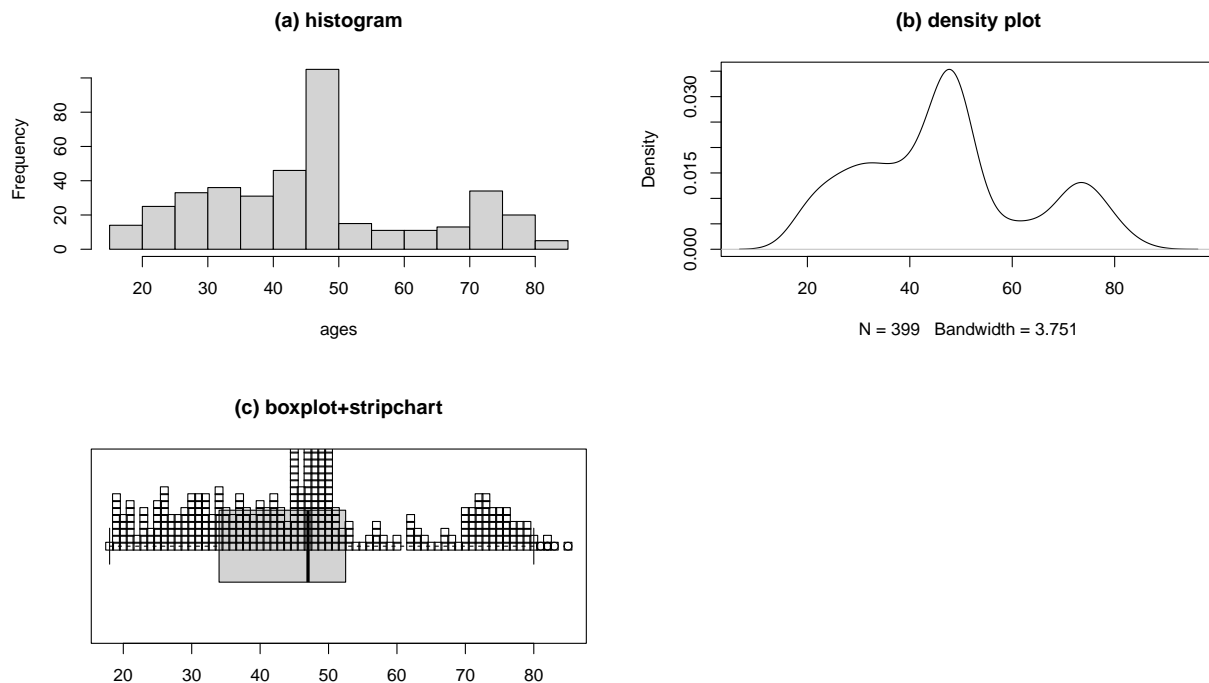 (a) histogram
Frequency
0 20 40 60 80
20 30 40 50 60 70 80
ages
(b) density plot
Density
0.000 0.015 0.030
20 40 60 80
N = 399 Bandwidth = 3.751
(c) boxplot+stripchart
20 30 40 50 60 70 80